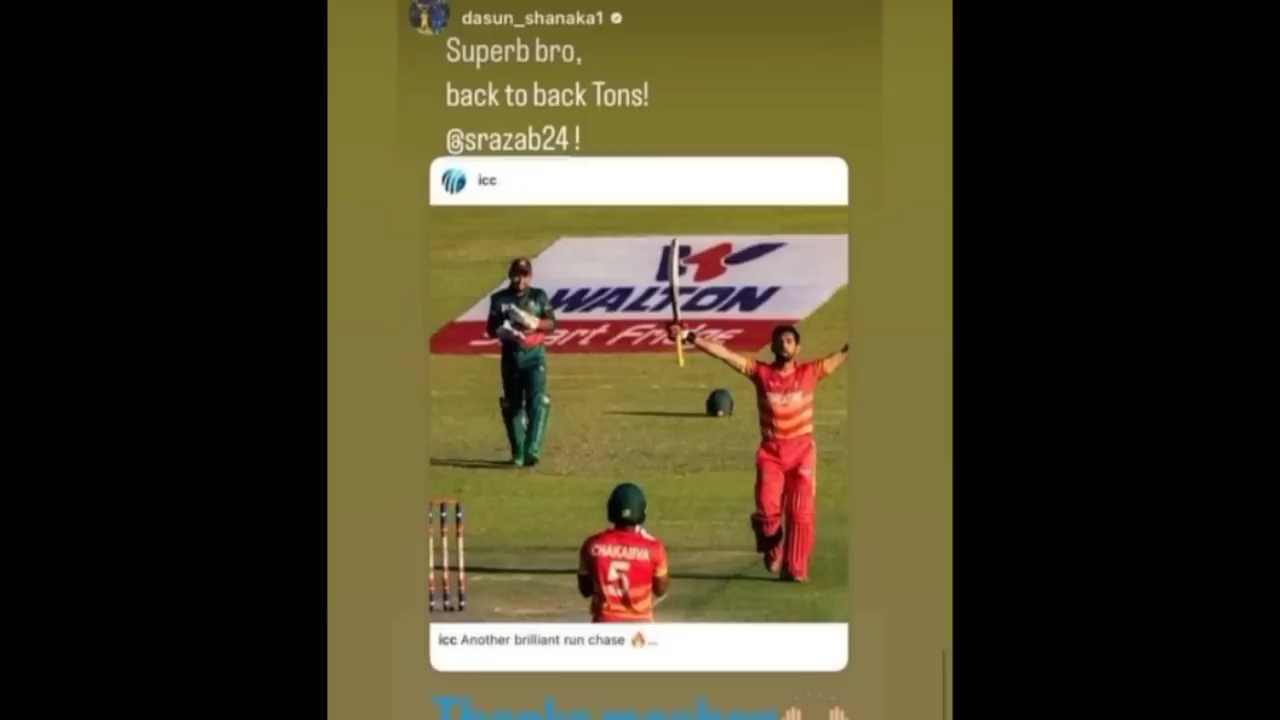 dasun_shanaka1
Superb bro,
back to back Tons!
@srazab24 !
icc
WALTON
Smart Fridge
CHAKABVA
5
icc Another brilliant run chase 🔥...
Thanks